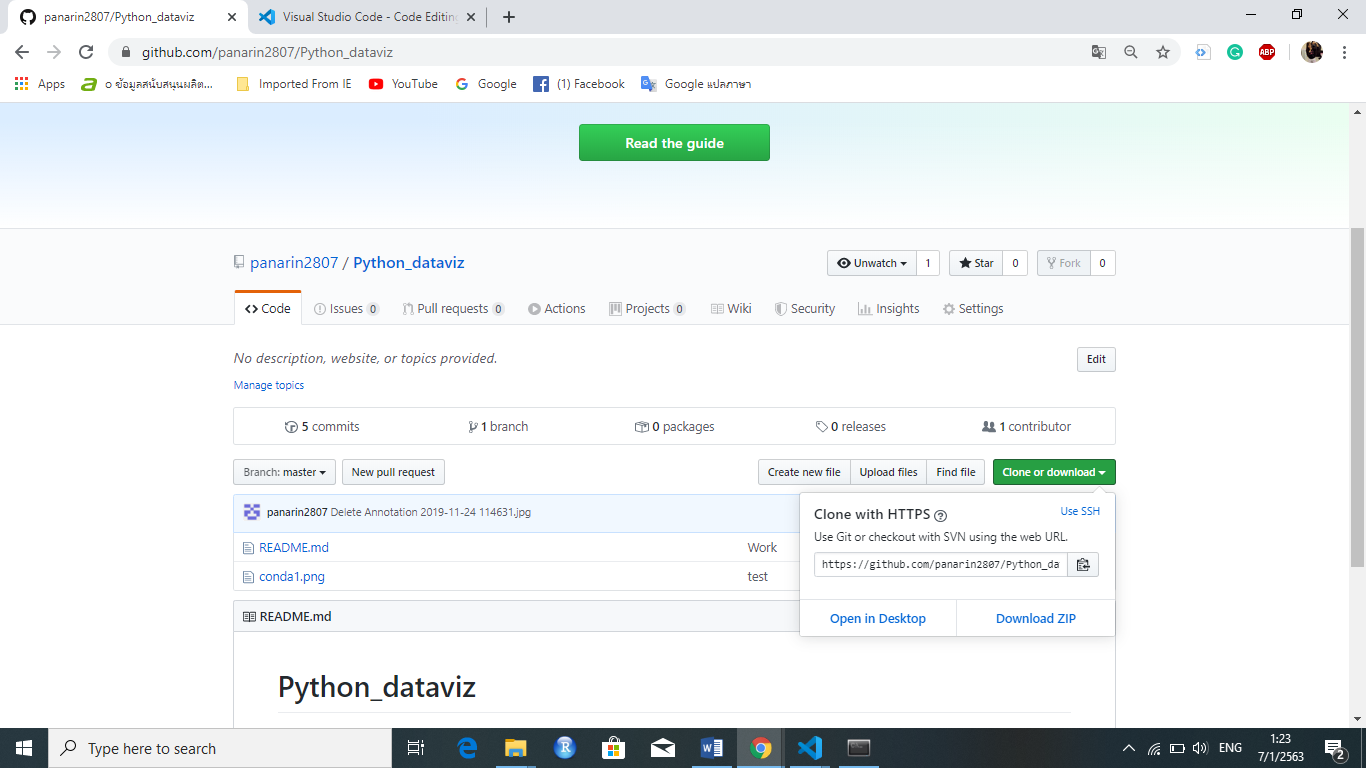 panarin2807/Python_dataviz
Visual Studio Code - Code Editing
github.com/panarin2807/Python_dataviz
ABP
Apps
o ข้อมูลสนับสนุนผลิต...
Imported From IE
YouTube
Google
(1) Facebook
Google แปลภาษา
Read the guide
panarin2807 / Python_dataviz
Unwatch 1
Star 0
Fork 0
Code
Issues 0
Pull requests 0
Actions
Projects 0
Wiki
Security
Insights
Settings
No description, website, or topics provided.
Edit
Manage topics
5 commits
1 branch
0 packages
0 releases
1 contributor
Branch: master
New pull request
Create new file
Upload files
Find file
Clone or download
panarin2807 Delete Annotation 2019-11-24 114631.jpg
README.md Work
conda1.png test
Clone with HTTPS
Use SSH
Use Git or checkout with SVN using the web URL.
https://github.com/panarin2807/Python_da
Open in Desktop
Download ZIP
README.md
Python_dataviz
Type here to search
ENG
1:23
7/1/2563
2